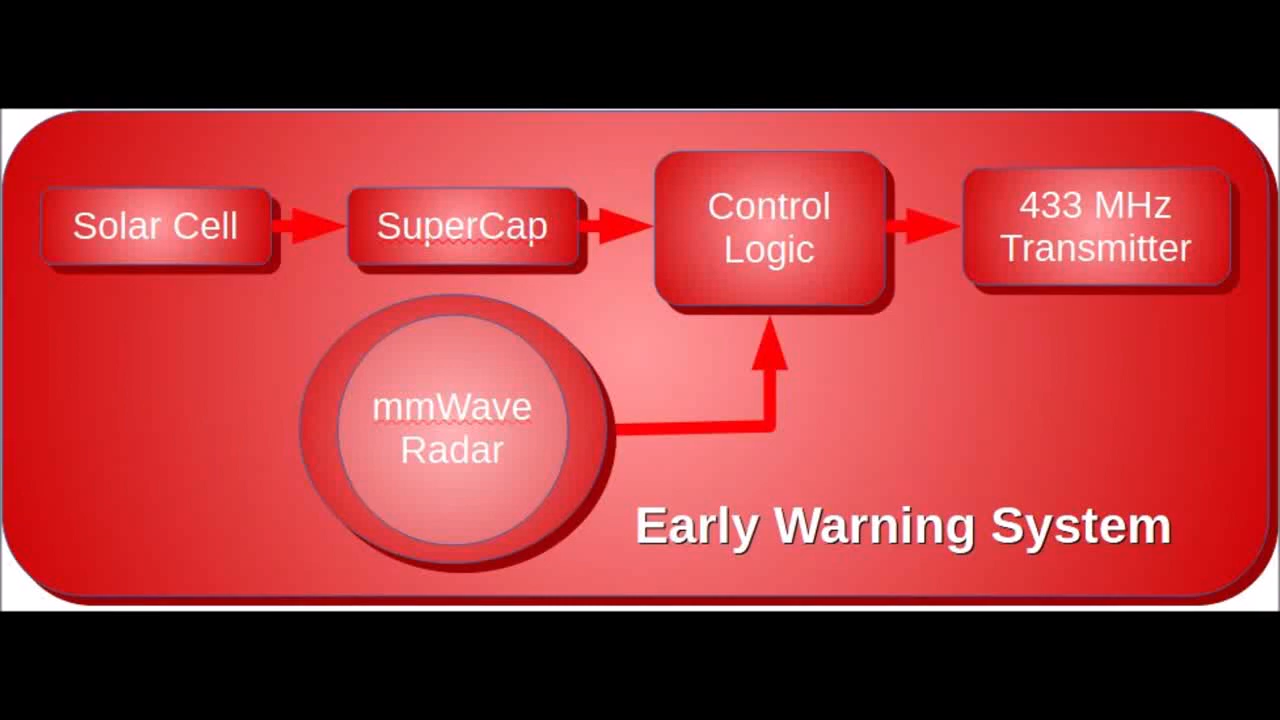 Solar Cell
SuperCap
Control
Logic
433 MHz
Transmitter
mmWave
Radar
Early Warning System